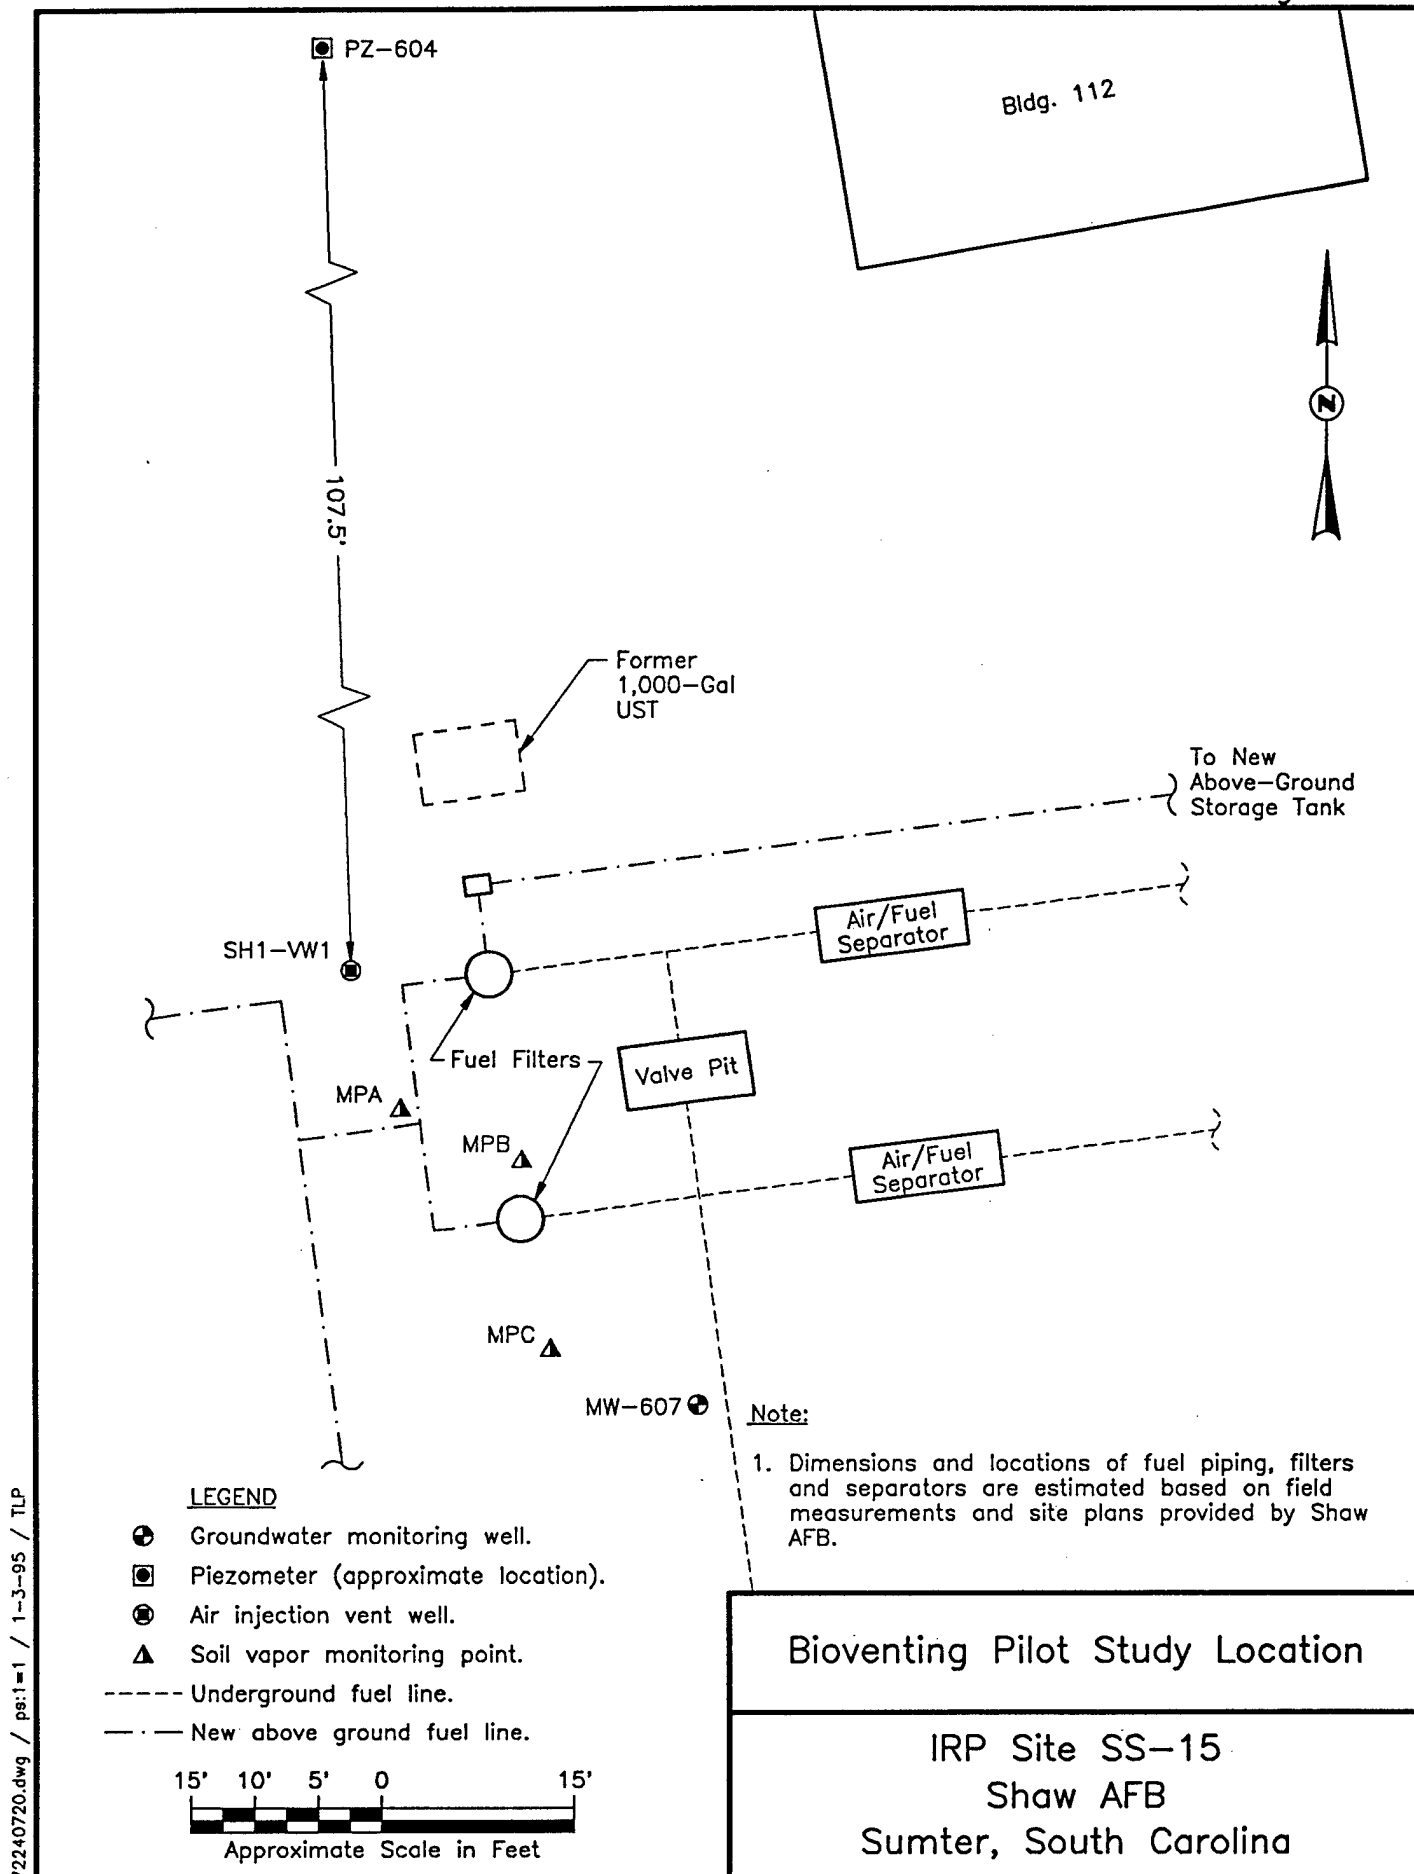 PZ-604
Bldg. 112
N
107.5'
Former
1,000-Gal
UST
To New
Above-Ground
Storage Tank
Air/Fuel
Separator
SH1-VW1
Fuel Filters
Valve Pit
MPA
MPB
Air/Fuel
Separator
MPC
MW-607
Note:
1. Dimensions and locations of fuel piping, filters
and separators are estimated based on field
measurements and site plans provided by Shaw
AFB.
LEGEND
Groundwater monitoring well.
Piezometer (approximate location).
Air injection vent well.
Soil vapor monitoring point.
Underground fuel line.
New above ground fuel line.
15' 10' 5' 0 15'
Approximate Scale in Feet
Bioventing Pilot Study Location
IRP Site SS-15
Shaw AFB
Sumter, South Carolina
722240720.dwg / ps:1=1 / 1-3-95 / TLP